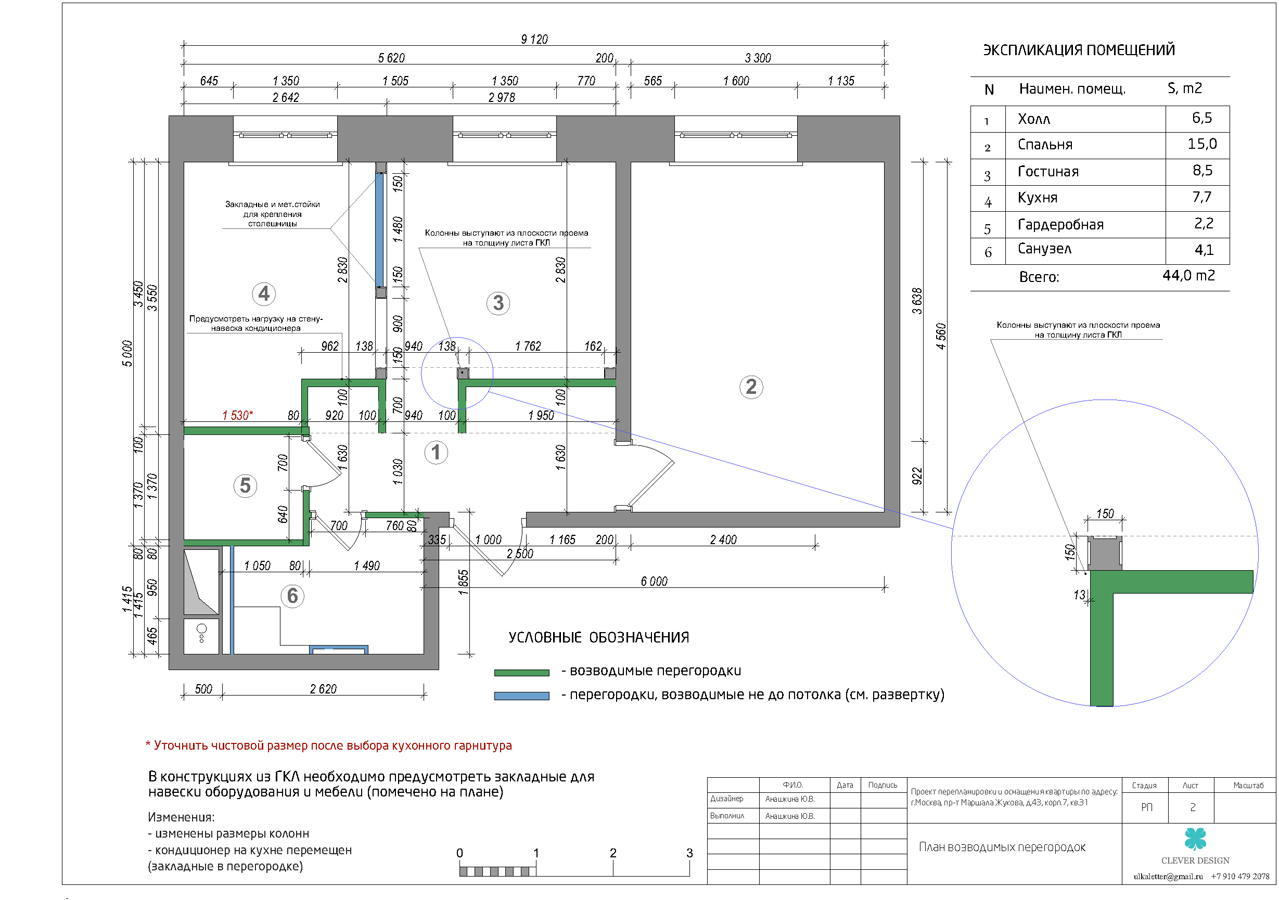 9 120
5 620
200
3 300
645
1 350
1 505
1 350
770
565
1 600
1 135
2 642
2 978
ЭКСПЛИКАЦИЯ ПОМЕЩЕНИЙ
N Наимен. помещ. S, m2
1 Холл 6,5
2 Спальня 15,0
3 Гостиная 8,5
4 Кухня 7,7
5 Гардеробная 2,2
6 Санузел 4,1
Всего: 44,0 m2
Закладные и мет.стойки
для крепления
столешницы
Колонны выступают из плоскости проема
на толщину листа ГКЛ
Предусмотреть нагрузку на стену-
навеска кондиционера
150
1 480
150
900
150
700
1 030
2 830
2 830
3 450
3 550
5 000
3 638
4 560
922
4
3
2
1
5
6
962
138
940
138
1 762
162
1 530*
80
920
100
940
100
1 950
100
100
1 630
1 630
100
1 370
1 370
700
640
700
760
80
335
1 000
1 165
200
2 400
2 500
6 000
1 855
1 050
80
1 490
80
80
1 415
1 415
950
465
500
2 620
Колонны выступают из плоскости проема
на толщину листа ГКЛ
150
150
13
УСЛОВНЫЕ ОБОЗНАЧЕНИЯ
- возводимые перегородки
- перегородки, возводимые не до потолка (см. развертку)
* Уточнить чистовой размер после выбора кухонного гарнитура
В конструкциях из ГКЛ необходимо предусмотреть закладные для
навески оборудования и мебели (помечено на плане)
Изменения:
- изменены размеры колонн
- кондиционер на кухне перемещен
(закладные в перегородке)
0 1 2 3
Ф.И.О. Дата Подпись
Дизайнер Анашкина Ю.В.
Выполнил Анашкина Ю.В.
Проект перепланировки и оснащения квартиры по адресу:
г.Москва, пр-т Маршала Жукова, д.43, корп.7, кв.31
Стадия Лист Масштаб
РП 2
План возводимых перегородок
CLEVER DESIGN
ulkaletter@gmail.ru +7 910 479 2078